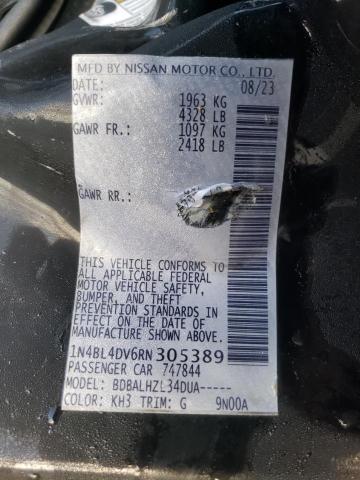 MFD BY NISSAN MOTOR CO., LTD.
DATE: 08/23
GVWR: 1963 KG
4328 LB
GAWR FR: 1097 KG
2418 LB
GAWR RR:
THIS VEHICLE CONFORMS TO
ALL APPLICABLE FEDERAL
MOTOR VEHICLE SAFETY,
BUMPER, AND THEFT
PREVENTION STANDARDS IN
EFFECT ON THE DATE OF
MANUFACTURE SHOWN ABOVE.
1N4BL4DV6RN305389
PASSENGER CAR 747844
MODEL: BDBALHZL34DUA-----
COLOR: KH3 TRIM: G 9N00A